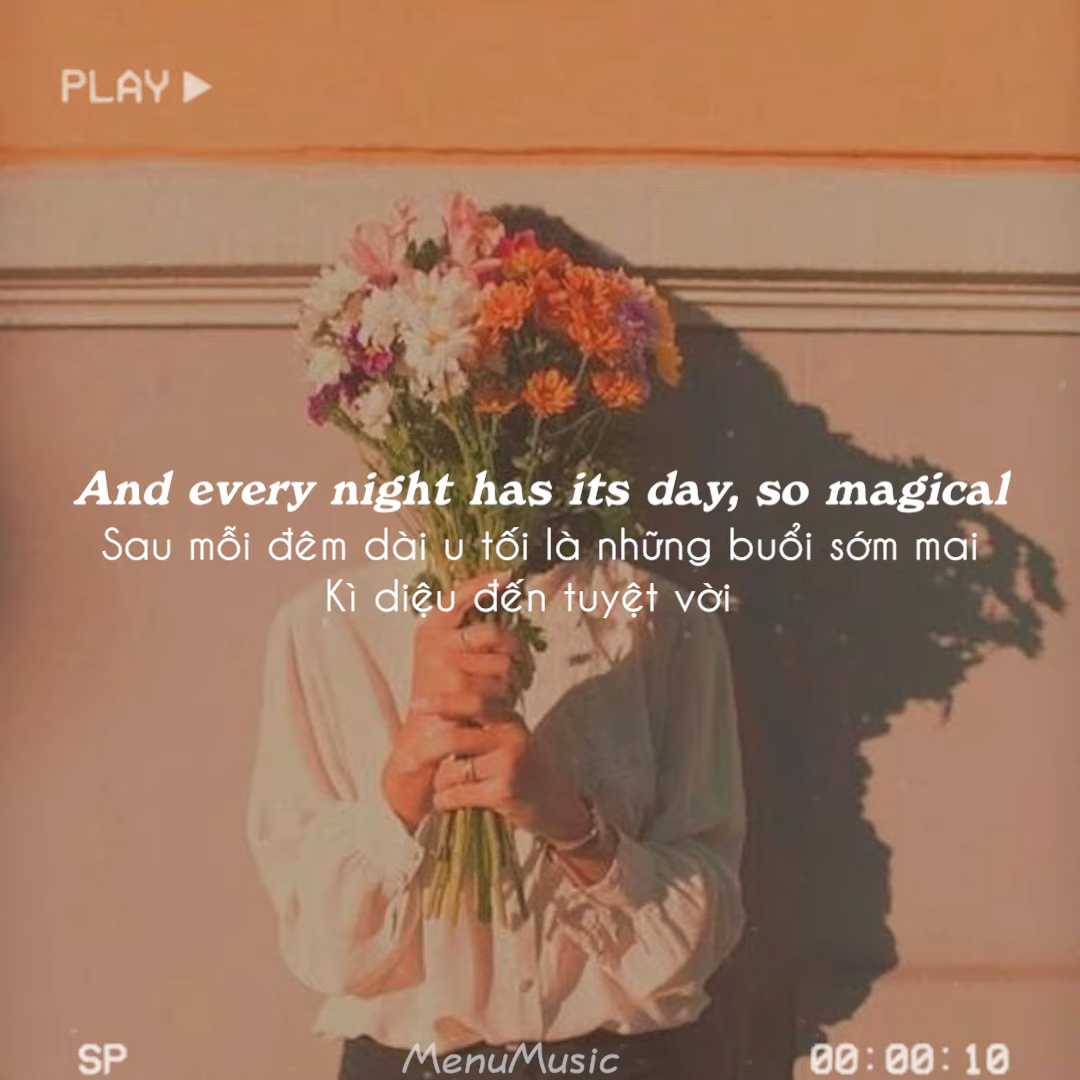 PLAY ▶
And every night has its day, so magical
Sau mỗi đêm dài u tối là những buổi sớm mai
Kì diệu đến tuyệt vời
SP
MenuMusic
00:00:10